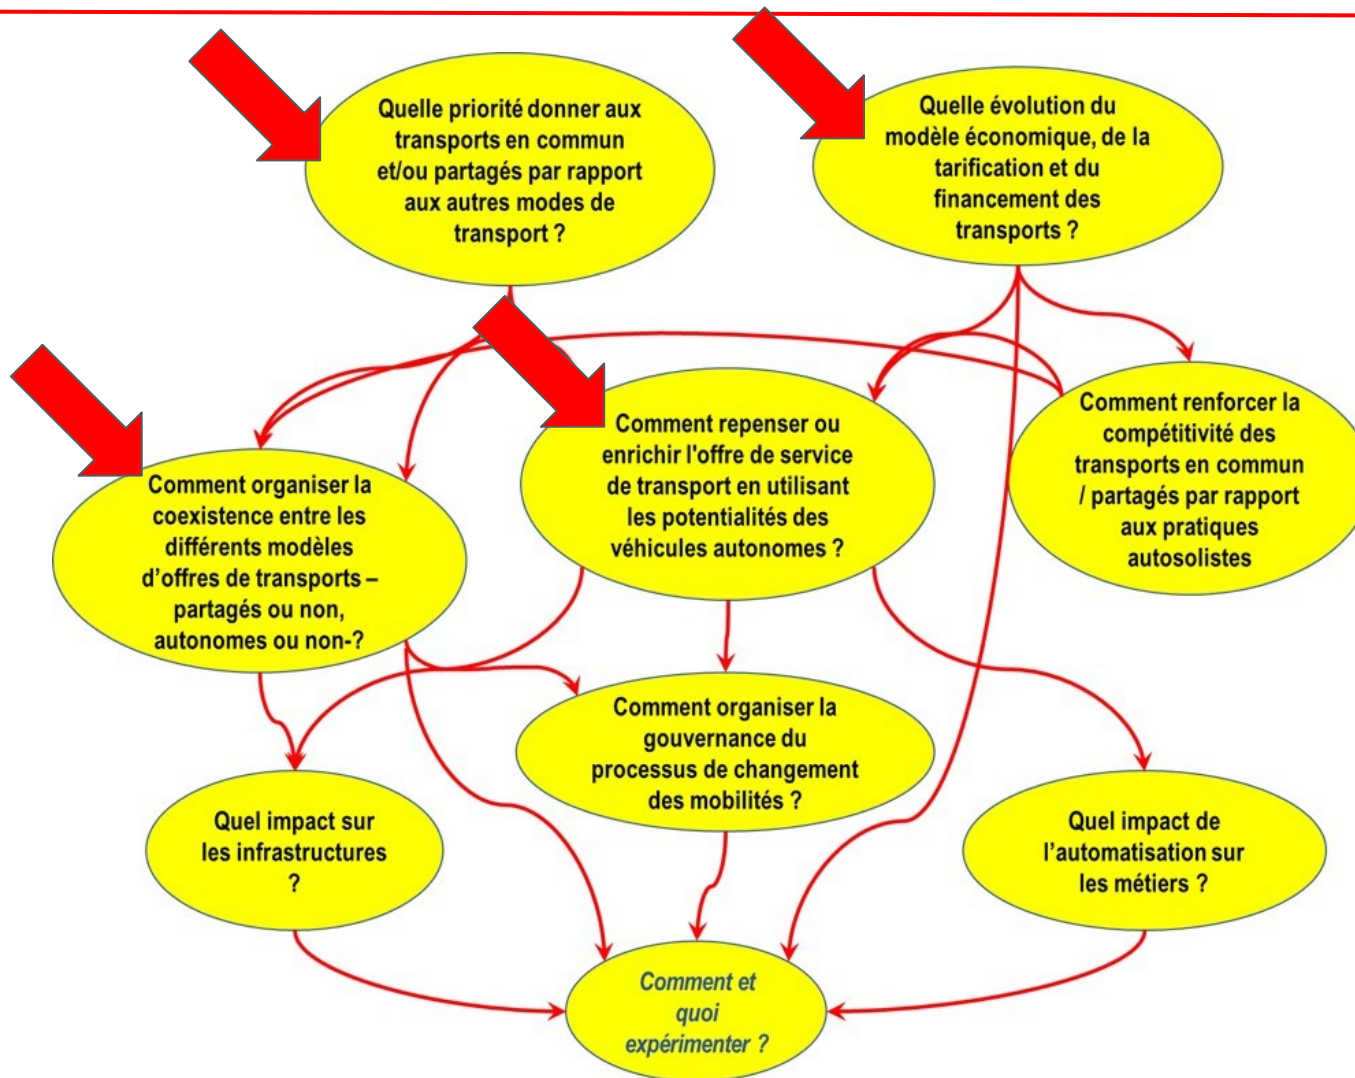 Quelle priorité donner aux
transports en commun
et/ou partagés par rapport
aux autres modes de
transport ?
Quelle évolution du
modèle économique, de la
tarification et du
financement des
transports ?
Comment organiser la
coexistence entre les
différents modèles
d’offres de transports –
partagés ou non,
autonomes ou non-?
Comment repenser ou
enrichir l'offre de service
de transport en utilisant
les potentialités des
véhicules autonomes ?
Comment renforcer la
compétitivité des
transports en commun
/ partagés par rapport
aux pratiques
autosolistes
Comment organiser la
gouvernance du
processus de changement
des mobilités ?
Quel impact sur
les infrastructures
?
Quel impact de
l’automatisation sur
les métiers ?
Comment et
quoi
expérimenter ?